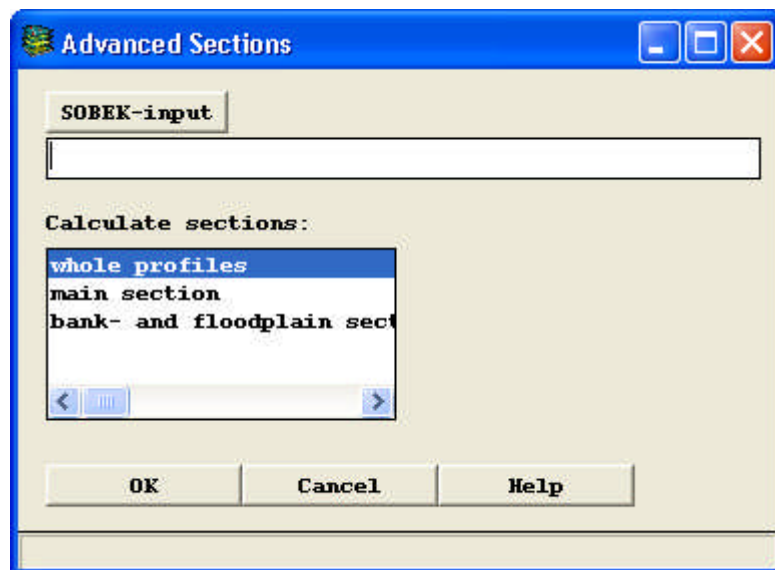 Advanced Sections
SOBEK-input
Calculate sections:
whole profiles
main section
bank- and floodplain sect
OK Cancel Help